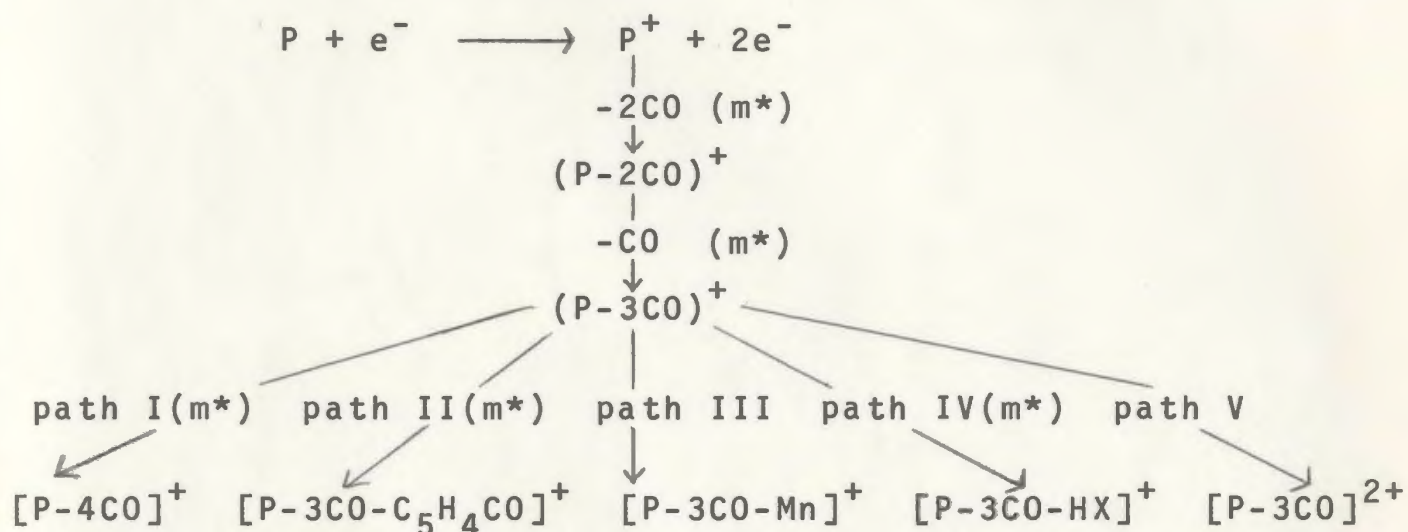 P + e⁻ ⟶ P⁺ + 2e⁻
-2CO (m*)
(P-2CO)⁺
-CO (m*)
(P-3CO)⁺
path I(m*) path II(m*) path III path IV(m*) path V
[P-4CO]⁺ [P-3CO-C₅H₄CO]⁺ [P-3CO-Mn]⁺ [P-3CO-HX]⁺ [P-3CO]²⁺